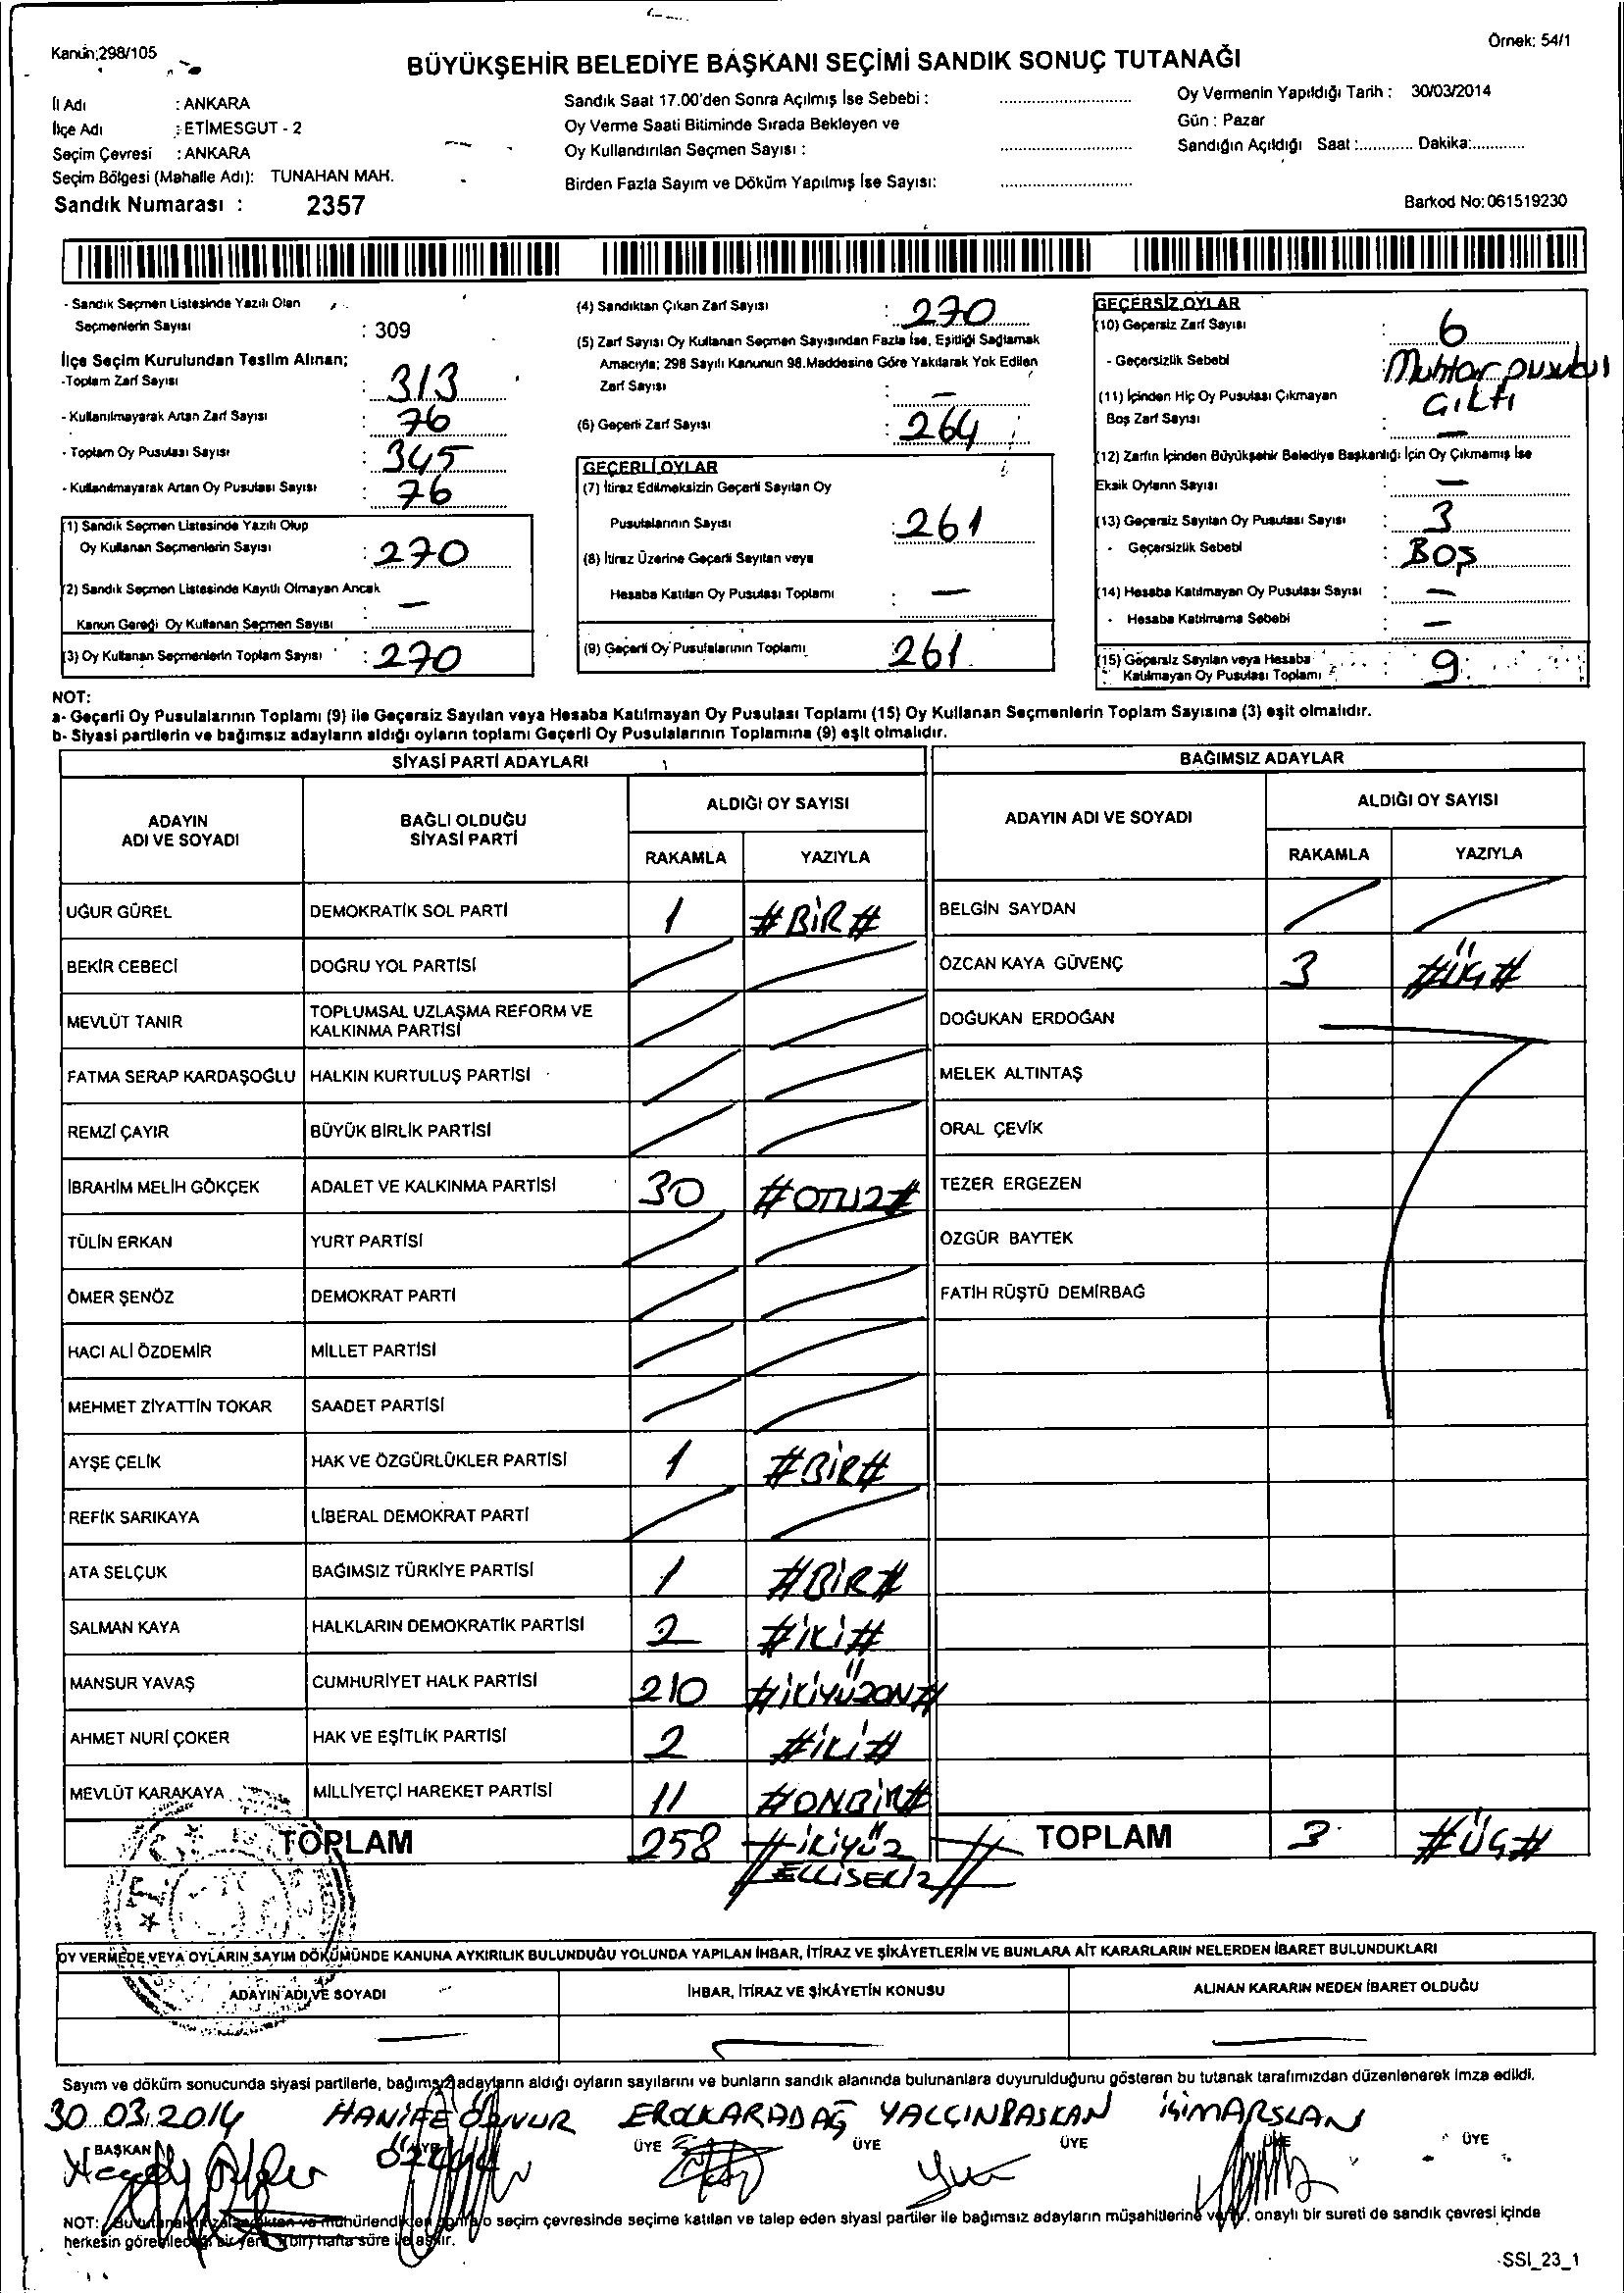 Kanun:298/105
Örnek: 54/1
BÜYÜKŞEHİR BELEDİYE BAŞKANI SEÇİMİ SANDIK SONUÇ TUTANAĞI
İl Adı : ANKARA
İlçe Adı : ETİMESGUT - 2
Seçim Çevresi : ANKARA
Seçim Bölgesi (Mahalle Adı): TUNAHAN MAH.
Sandık Numarası : 2357
Sandık Saat 17.00'den Sonra Açılmış İse Sebebi :
Oy Verme Saati Bitiminde Sırada Bekleyen ve
Oy Kullandırılan Seçmen Sayısı :
Birden Fazla Sayım ve Döküm Yapılmış İse Sayısı:
Oy Vermenin Yapıldığı Tarih : 30/03/2014
Gün : Pazar
Sandığın Açıldığı Saat :............ Dakika:............
Barkod No: 061519230
- Sandık Seçmen Listesinde Yazılı Olan
Seçmenlerin Sayısı : 309
İlçe Seçim Kurulundan Teslim Alınan;
-Toplam Zarf Sayısı : 313
- Kullanılmayarak Artan Zarf Sayısı : 76
- Toplam Oy Pusulası Sayısı : 345
- Kullanılmayarak Artan Oy Pusulası Sayısı : 76
(1) Sandık Seçmen Listesinde Yazılı Olup
Oy Kullanan Seçmenlerin Sayısı : 270
(2) Sandık Seçmen Listesinde Kayıtlı Olmayan Ancak
Kanun Gereği Oy Kullanan Seçmen Sayısı : —
(3) Oy Kullanan Seçmenlerin Toplam Sayısı : 270
(4) Sandıktan Çıkan Zarf Sayısı : 270
(5) Zarf Sayısı Oy Kullanan Seçmen Sayısından Fazla İse, Eşitliği Sağlamak
Amacıyla; 298 Sayılı Kanunun 98.Maddesine Göre Yakılarak Yok Edilen
Zarf Sayısı : —
(6) Geçerli Zarf Sayısı : 264
GEÇERLİ OYLAR
(7) İtiraz Edilmeksizin Geçerli Sayılan Oy
Pusulalarının Sayısı : 261
(8) İtiraz Üzerine Geçerli Sayılan veya
Hesaba Katılan Oy Pusulası Toplamı : —
(9) Geçerli Oy Pusulalarının Toplamı 261
GEÇERSİZ OYLAR
(10) Geçersiz Zarf Sayısı : 6
- Geçersizlik Sebebi : Muhtar pusulası
ÇIKTI
(11) İçinden Hiç Oy Pusulası Çıkmayan
Boş Zarf Sayısı : —
(12) Zarfın İçinden Büyükşehir Belediye Başkanlığı İçin Oy Çıkmamış İse
Eksik Oyların Sayısı : —
(13) Geçersiz Sayılan Oy Pusulası Sayısı : 3
- Geçersizlik Sebebi : BOŞ
(14) Hesaba Katılmayan Oy Pusulası Sayısı : —
- Hesaba Katılmama Sebebi : —
(15) Geçersiz Sayılan veya Hesaba
Katılmayan Oy Pusulası Toplamı : 9
NOT:
a- Geçerli Oy Pusulalarının Toplamı (9) ile Geçersiz Sayılan veya Hesaba Katılmayan Oy Pusulası Toplamı (15) Oy Kullanan Seçmenlerin Toplam Sayısına (3) eşit olmalıdır.
b- Siyasi partilerin ve bağımsız adayların aldığı oyların toplamı Geçerli Oy Pusulalarının Toplamına (9) eşit olmalıdır.
SİYASİ PARTİ ADAYLARI
ADAYIN
ADI VE SOYADI
BAĞLI OLDUĞU
SİYASİ PARTİ
ALDIĞI OY SAYISI
RAKAMLA YAZIYLA
UĞUR GÜREL DEMOKRATİK SOL PARTİ 1 #BİR#
BEKİR CEBECİ DOĞRU YOL PARTİSİ
MEVLÜT TANIR TOPLUMSAL UZLAŞMA REFORM VE
KALKINMA PARTİSİ
FATMA SERAP KARDAŞOĞLU HALKIN KURTULUŞ PARTİSİ
REMZİ ÇAYIR BÜYÜK BİRLİK PARTİSİ
İBRAHİM MELİH GÖKÇEK ADALET VE KALKINMA PARTİSİ 30 #OTUZ#
TÜLİN ERKAN YURT PARTİSİ
ÖMER ŞENÖZ DEMOKRAT PARTİ
HACI ALİ ÖZDEMİR MİLLET PARTİSİ
MEHMET ZİYATTİN TOKAR SAADET PARTİSİ
AYŞE ÇELİK HAK VE ÖZGÜRLÜKLER PARTİSİ 1 #BİR#
REFİK SARIKAYA LİBERAL DEMOKRAT PARTİ
ATA SELÇUK BAĞIMSIZ TÜRKİYE PARTİSİ 1 #BİR#
SALMAN KAYA HALKLARIN DEMOKRATİK PARTİSİ 2 #İKİ#
MANSUR YAVAŞ CUMHURİYET HALK PARTİSİ 210 #İKİYÜZON#
AHMET NURİ ÇOKER HAK VE EŞİTLİK PARTİSİ 2 #İKİ#
MEVLÜT KARAKAYA MİLLİYETÇİ HAREKET PARTİSİ 11 #ONBİR#
TOPLAM 258 #İKİYÜZ
ELLİSEKİZ#
BAĞIMSIZ ADAYLAR
ADAYIN ADI VE SOYADI
ALDIĞI OY SAYISI
RAKAMLA YAZIYLA
BELGİN SAYDAN
ÖZCAN KAYA GÜVENÇ 3 #ÜÇ#
DOĞUKAN ERDOĞAN
MELEK ALTINTAŞ
ORAL ÇEVİK
TEZER ERGEZEN
ÖZGÜR BAYTEK
FATİH RÜŞTÜ DEMİRBAĞ
TOPLAM 3 #ÜÇ#
OY VERMEDE VEYA OYLARIN SAYIM DÖKÜMÜNDE KANUNA AYKIRILIK BULUNDUĞU YOLUNDA YAPILAN İHBAR, İTİRAZ VE ŞİKÂYETLERİN VE BUNLARA AİT KARARLARIN NELERDEN İBARET BULUNDUKLARI
ADAYIN ADI VE SOYADI İHBAR, İTİRAZ VE ŞİKÂYETİN KONUSU ALINAN KARARIN NEDEN İBARET OLDUĞU
Sayım ve döküm sonucunda siyasi partilerle, bağımsız adayların aldığı oyların sayılarını ve bunların sandık alanında bulunanlara duyurulduğunu gösteren bu tutanak tarafımızdan düzenlenerek imza edildi.
30.03.2014 HANİFE EROL KARADAĞ YALÇIN BAŞKAN ARSLAN
BAŞKAN ÜYE ÜYE ÜYE ÜYE ÜYE
NOT: Bu tutanak seçim çevresinde seçime katılan ve talep eden siyasi partiler ile bağımsız adayların müşahitlerine verilir, onaylı bir sureti de sandık çevresi içinde
herkesin görebileceği bir yere 1(bir) hafta süre ile asılır.
SSI_23_1